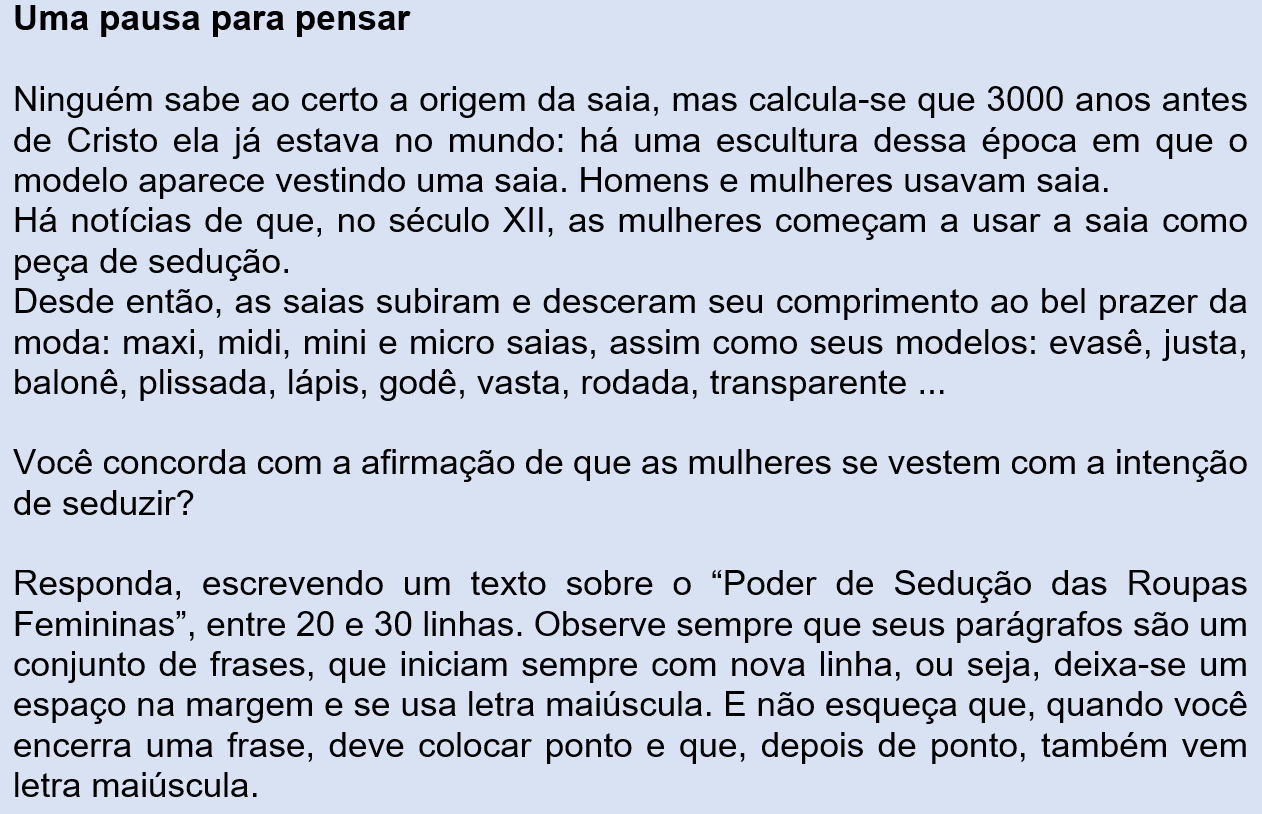 Uma pausa para pensar
Ninguém sabe ao certo a origem da saia, mas calcula-se que 3000 anos antes
de Cristo ela já estava no mundo: há uma escultura dessa época em que o
modelo aparece vestindo uma saia. Homens e mulheres usavam saia.
Há notícias de que, no século XII, as mulheres começam a usar a saia como
peça de sedução.
Desde então, as saias subiram e desceram seu comprimento ao bel prazer da
moda: maxi, midi, mini e micro saias, assim como seus modelos: evasê, justa,
balonê, plissada, lápis, godê, vasta, rodada, transparente ...
Você concorda com a afirmação de que as mulheres se vestem com a intenção
de seduzir?
Responda, escrevendo um texto sobre o “Poder de Sedução das Roupas
Femininas”, entre 20 e 30 linhas. Observe sempre que seus parágrafos são um
conjunto de frases, que iniciam sempre com nova linha, ou seja, deixa-se um
espaço na margem e se usa letra maiúscula. E não esqueça que, quando você
encerra uma frase, deve colocar ponto e que, depois de ponto, também vem
letra maiúscula.